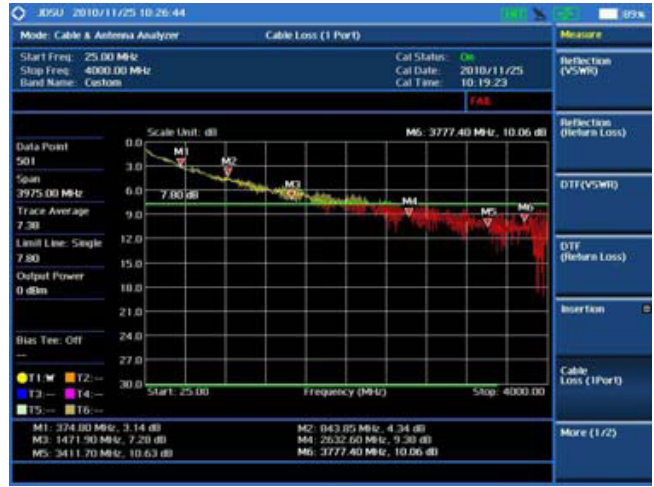 JDSU 2010/11/25 10:26:44
EXT
89%
Mode: Cable & Antenna Analyzer Cable Loss (1 Port)
Measure
Start Freq: 25.00 MHz Cal Status: On
Stop Freq: 4000.00 MHz Cal Date: 2010/11/25
Band Name: Custom Cal Time: 10:19:23
FAIL
Reflection
(VSWR)
Reflection
(Return Loss)
DTF(VSWR)
DTF
(Return Loss)
Insertion
Cable
Loss (1Port)
More (1/2)
Scale Unit: dB M6: 3777.40 MHz, 10.06 dB
Data Point
501
Span
3975.00 MHz
Trace Average
7.38
Limit Line: Single
7.80
Output Power
0 dBm
Bias Tee: Off
--
T1:W T2:--
T3:-- T4:--
T5:-- T6:--
0.0
3.0
6.0
9.0
12.0
15.0
18.0
21.0
24.0
27.0
30.0
M1
M2
M3
M4
M5
M6
7.80 dB
Start: 25.00 Frequency (MHz) Stop: 4000.00
M1: 374.80 MHz, 3.14 dB M2: 843.85 MHz, 4.34 dB
M3: 1471.90 MHz, 7.28 dB M4: 2632.60 MHz, 9.38 dB
M5: 3411.70 MHz, 10.63 dB M6: 3777.40 MHz, 10.06 dB